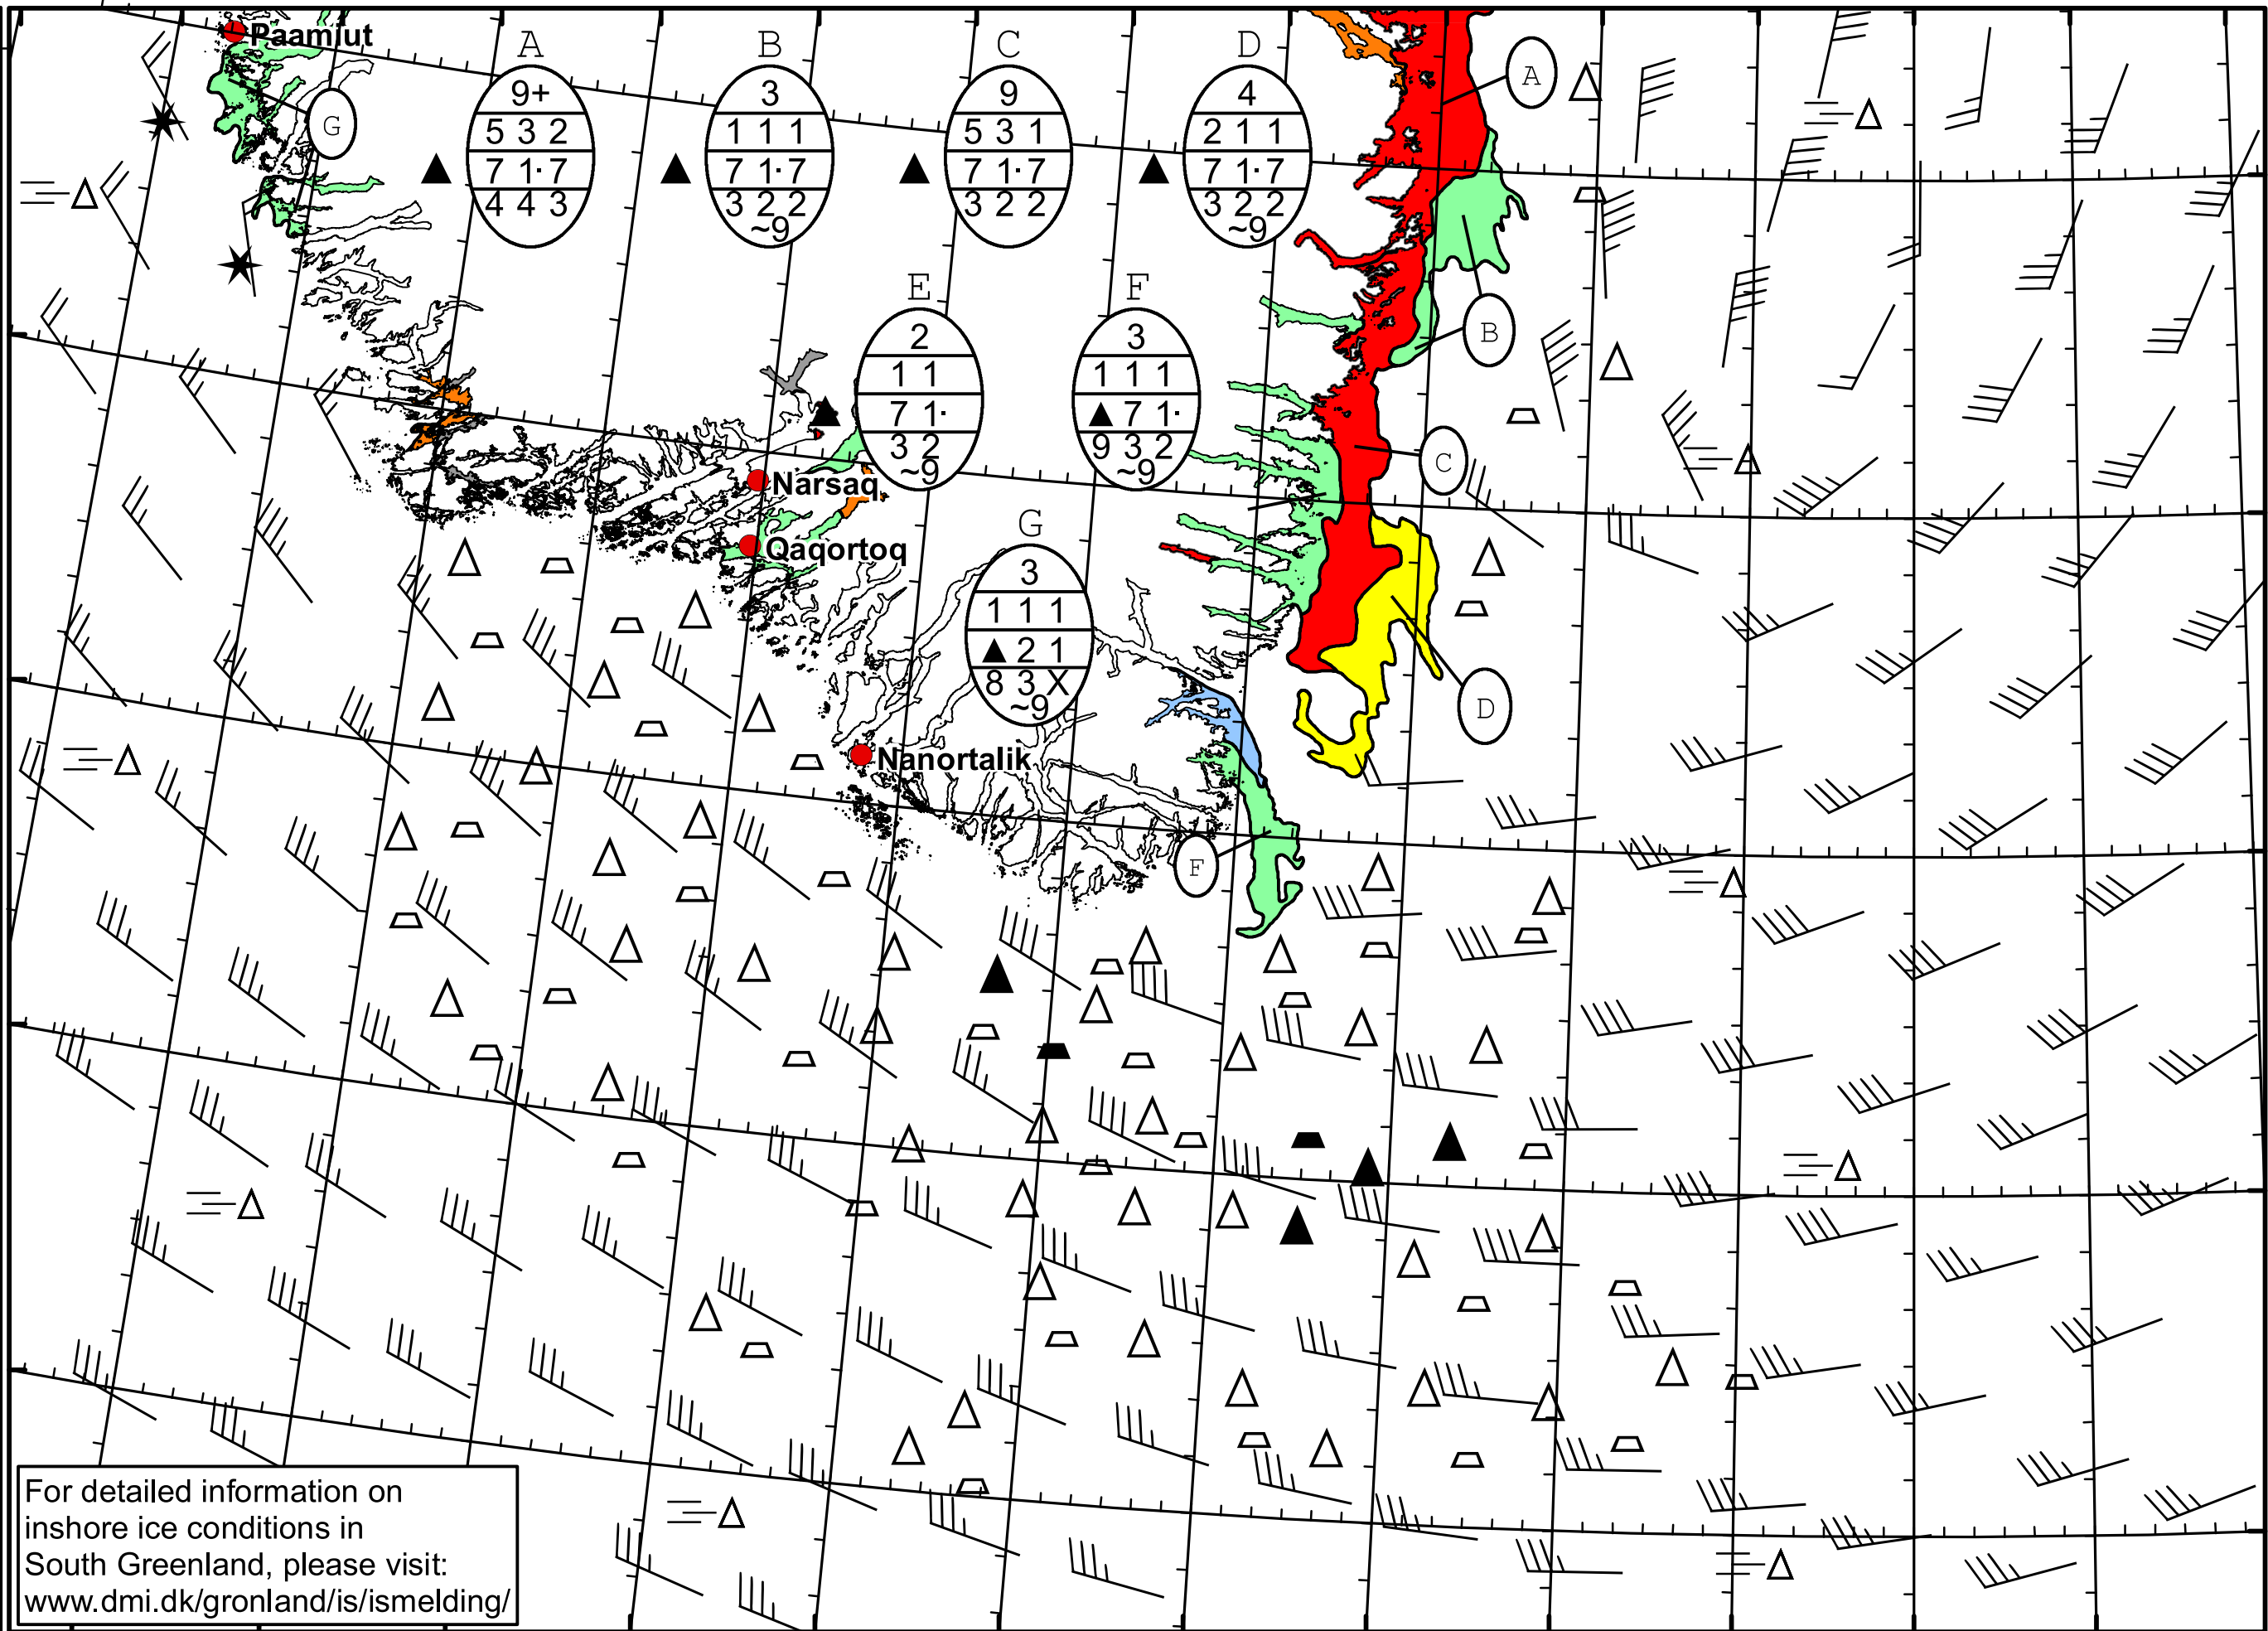 Paamiut
G
A
9+
5 3 2
7 1· 7
4 4 3
B
3
1 1 1
7 1· 7
3 2 2
~9
C
9
5 3 1
7 1· 7
3 2 2
D
4
2 1 1
7 1· 7
3 2 2
~9
A
E
2
1 1
7 1·
3 2
~9
F
3
1 1 1
▲ 7 1·
9 3 2
~9
B
C
Narsaq
Qaqortoq
G
3
1 1 1
▲ 2 1
8 3 X
~9
D
Nanortalik
F
For detailed information on
inshore ice conditions in
South Greenland, please visit:
www.dmi.dk/gronland/is/ismelding/